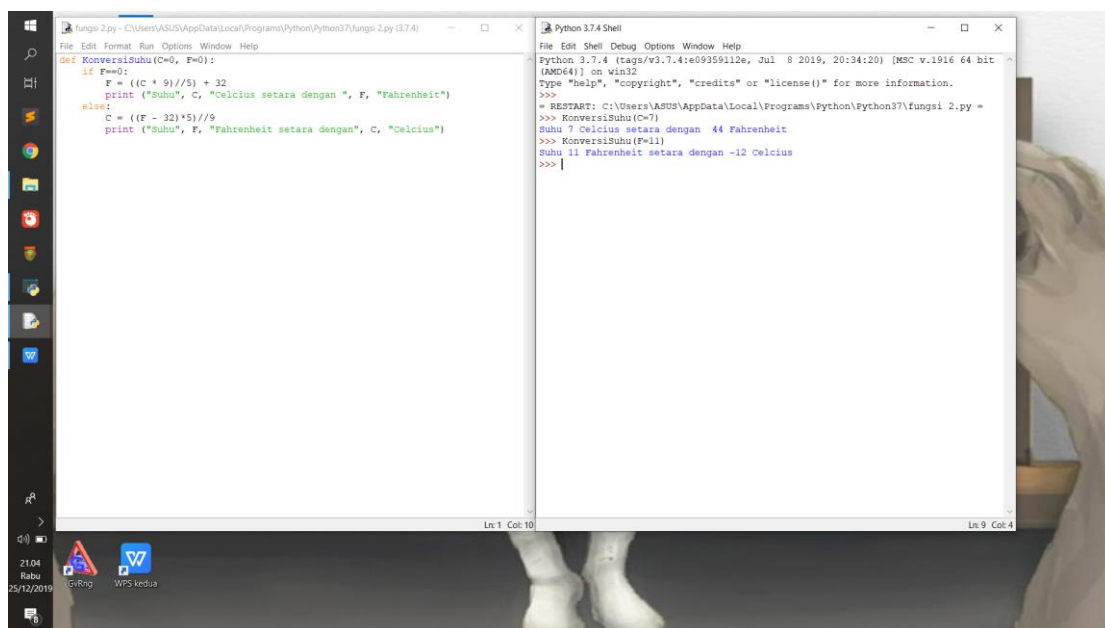 fungsi 2.py - C:\Users\ASUS\AppData\Local\Programs\Python\Python37\fungsi 2.py (3.7.4)
File Edit Format Run Options Window Help
def KonversiSuhu(C=0, F=0):
    if F==0:
        F = ((C * 9)//5) + 32
        print ("Suhu", C, "Celcius setara dengan ", F, "Fahrenheit")
    else:
        C = ((F - 32)*5)//9
        print ("Suhu", F, "Fahrenheit setara dengan", C, "Celcius")
Ln: 1 Col: 10
Python 3.7.4 Shell
File Edit Shell Debug Options Window Help
Python 3.7.4 (tags/v3.7.4:e09359112e, Jul  8 2019, 20:34:20) [MSC v.1916 64 bit
(AMD64)] on win32
Type "help", "copyright", "credits" or "license()" for more information.
>>>
= RESTART: C:\Users\ASUS\AppData\Local\Programs\Python\Python37\fungsi 2.py =
>>> KonversiSuhu(C=7)
Suhu 7 Celcius setara dengan  44 Fahrenheit
>>> KonversiSuhu(F=11)
Suhu 11 Fahrenheit setara dengan -12 Celcius
>>>
Ln: 9 Col: 4
21.04
Rabu
25/12/2019
8
GvRng
WPS kedua